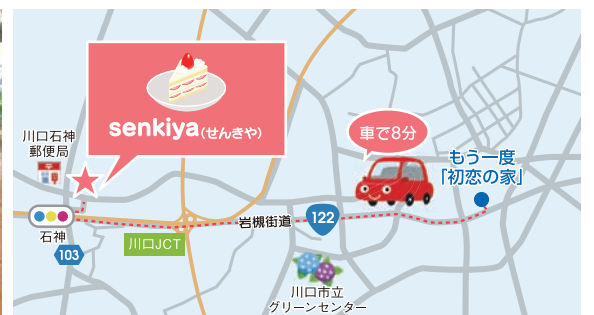 senkiya(せんきや)
車で8分
もう一度
「初恋の家」
川口石神
郵便局
石神
103
川口JCT
岩槻街道
122
川口市立
グリーンセンター